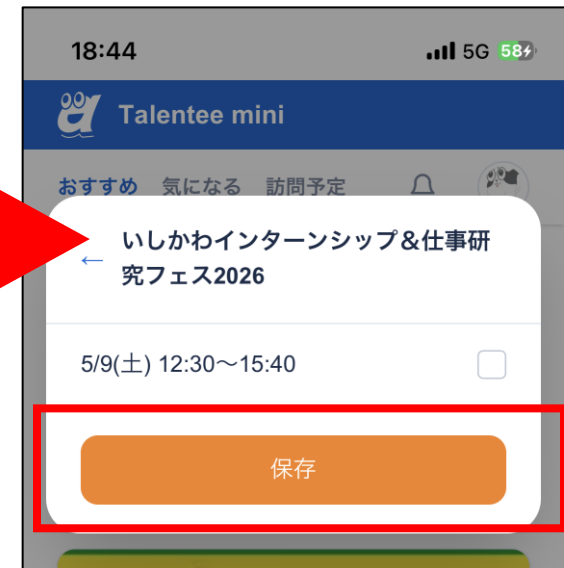 18:44 5G 58
Talentee mini
おすすめ 気になる 訪問予定
← いしかわインターンシップ＆仕事研
究フェス2026
5/9(土) 12:30〜15:40
保存